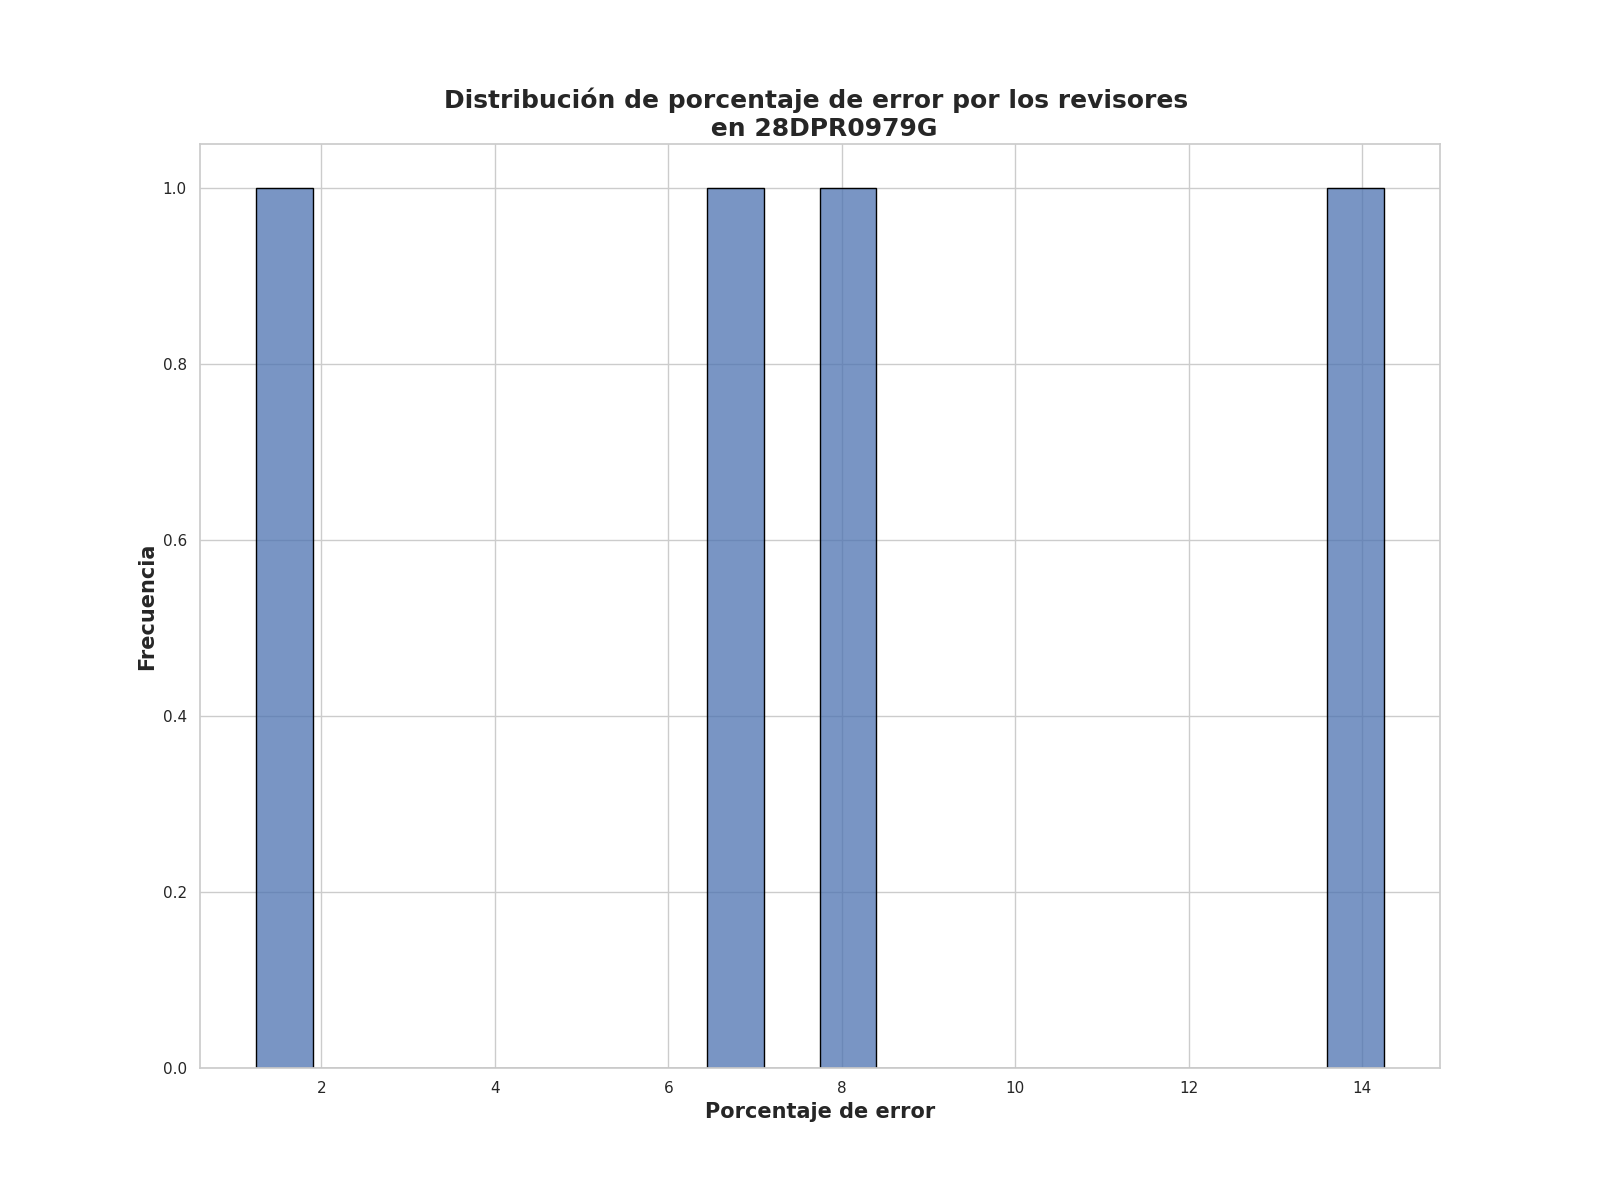 Distribución de porcentaje de error por los revisores
en 28DPR0979G
1.0
0.8
0.6
0.4
0.2
0.0
Frecuencia
2 4 6 8 10 12 14
Porcentaje de error